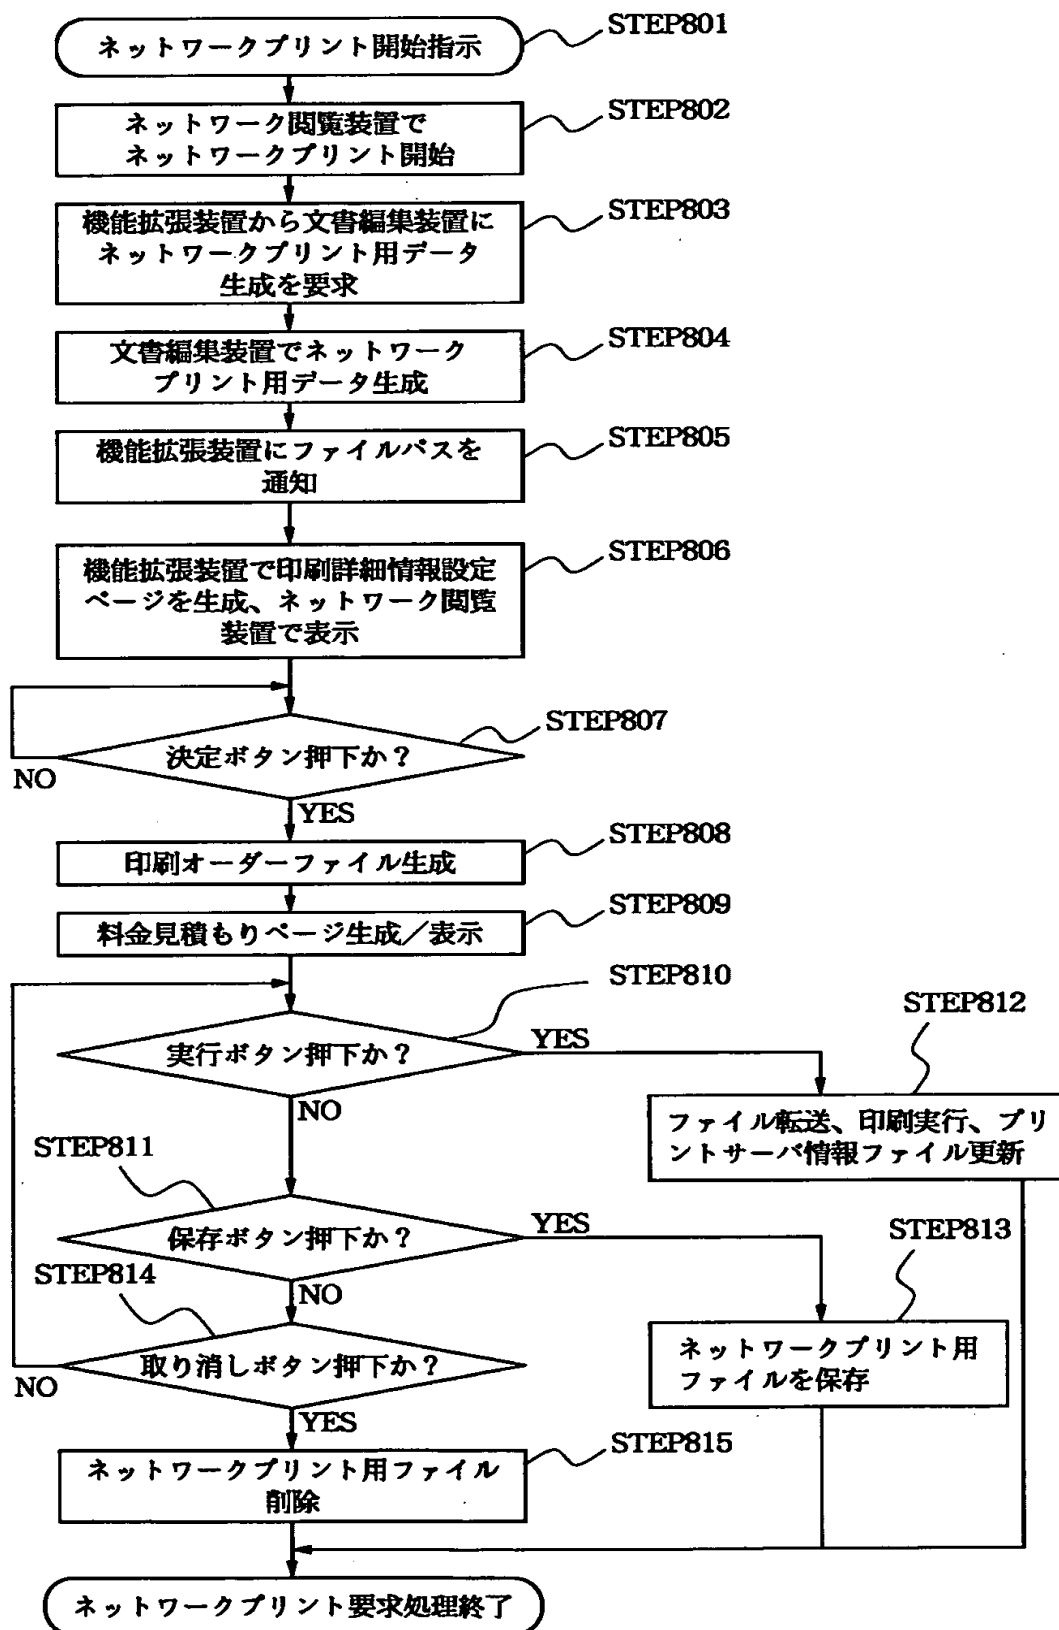 ネットワークプリント開始指示
STEP801
ネットワーク閲覧装置で
ネットワークプリント開始
STEP802
機能拡張装置から文書編集装置に
ネットワークプリント用データ
生成を要求
STEP803
文書編集装置でネットワーク
プリント用データ生成
STEP804
機能拡張装置にファイルパスを
通知
STEP805
機能拡張装置で印刷詳細情報設定
ページを生成、ネットワーク閲覧
装置で表示
STEP806
決定ボタン押下か?
STEP807
NO
YES
印刷オーダーファイル生成
STEP808
料金見積もりページ生成/表示
STEP809
実行ボタン押下か?
STEP810
YES
NO
STEP812
ファイル転送、印刷実行、プリ
ントサーバ情報ファイル更新
STEP811
保存ボタン押下か?
YES
NO
STEP813
ネットワークプリント用
ファイルを保存
STEP814
取り消しボタン押下か?
NO
YES
ネットワークプリント用ファイル
削除
STEP815
ネットワークプリント要求処理終了